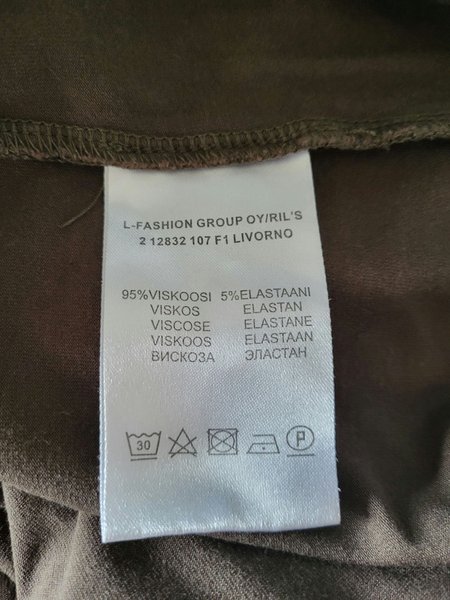 L-FASHION GROUP OY/RIL'S
2 12832 107 F1 LIVORNO
95%VISKOOSI 5%ELASTAANI
VISKOS ELASTAN
VISCOSE ELASTANE
VISKOOS ELASTAAN
ВИСКОЗА ЭЛАСТАН
30 P